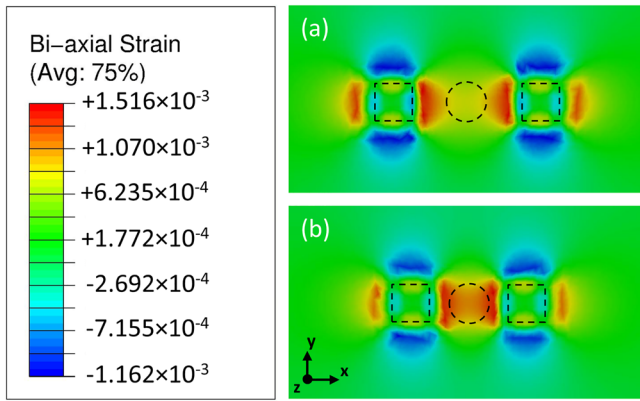 Bi-axial Strain
(Avg: 75%)
+1.516×10⁻³
+1.070×10⁻³
+6.235×10⁻⁴
+1.772×10⁻⁴
-2.692×10⁻⁴
-7.155×10⁻⁴
-1.162×10⁻³
(a)
(b)
y
z
x